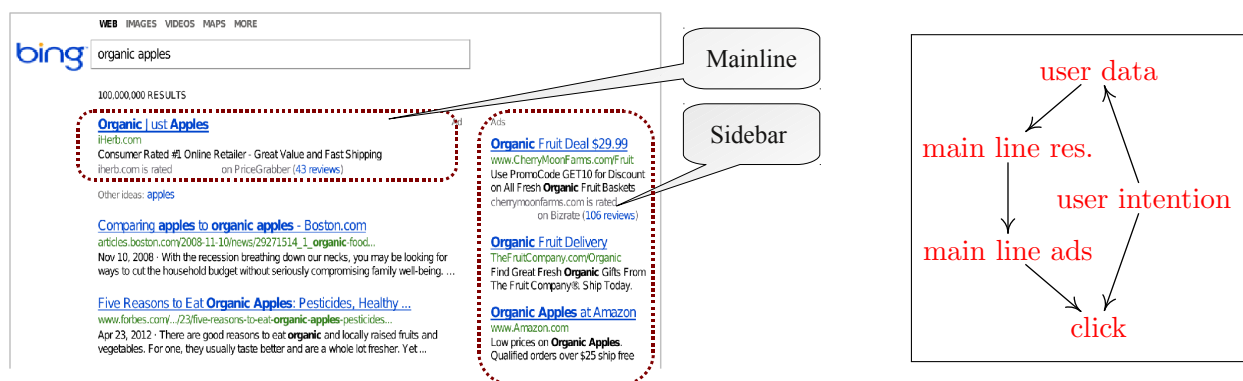 WEB IMAGES VIDEOS MAPS MORE
bing
organic apples
100,000,000 RESULTS
Organic Just Apples
Ad
iHerb.com
Consumer Rated #1 Online Retailer - Great Value and Fast Shipping
iherb.com is rated on PriceGrabber (43 reviews)
Other ideas: apples
Comparing apples to organic apples - Boston.com
articles.boston.com/2008-11-10/news/29271514_1_organic-food...
Nov 10, 2008 · With the recession breathing down our necks, you may be looking for
ways to cut the household budget without seriously compromising family well-being. ...
Five Reasons to Eat Organic Apples: Pesticides, Healthy ...
www.forbes.com/.../23/five-reasons-to-eat-organic-apples-pesticides...
Apr 23, 2012 · There are good reasons to eat organic and locally raised fruits and
vegetables. For one, they usually taste better and are a whole lot fresher. Yet ...
Ads
Organic Fruit Deal $29.99
www.CherryMoonFarms.com/Fruit
Use PromoCode GET10 for Discount
on All Fresh Organic Fruit Baskets
cherrymoonfarms.com is rated
on Bizrate (106 reviews)
Organic Fruit Delivery
TheFruitCompany.com/Organic
Find Great Fresh Organic Gifts From
The Fruit Company®. Ship Today.
Organic Apples at Amazon
www.Amazon.com
Low prices on Organic Apples.
Qualified orders over $25 ship free
Mainline
Sidebar
user data
main line res.
user intention
main line ads
click